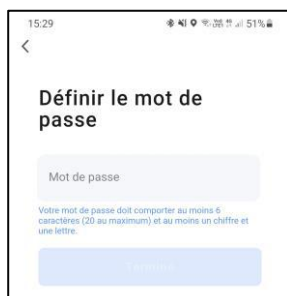 15:29
51%
Définir le mot de
passe
Mot de passe
Votre mot de passe doit comporter au moins 6
caractères (20 au maximum) et au moins un chiffre et
une lettre.
Terminé